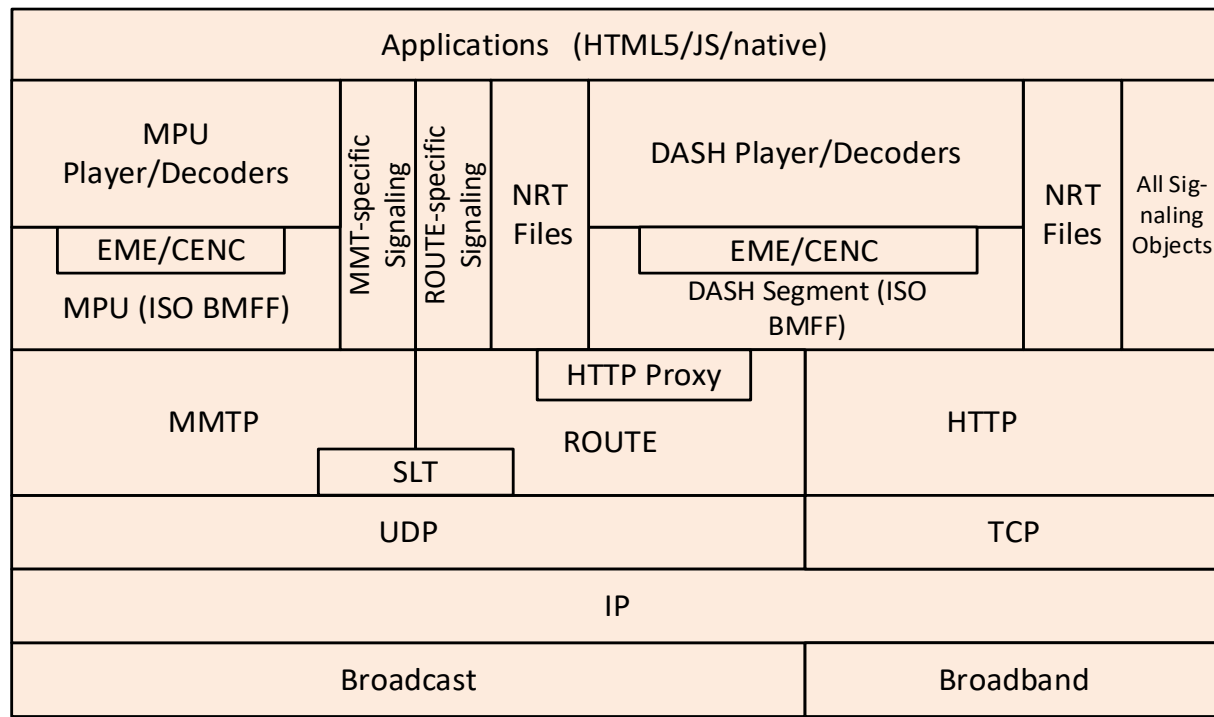 Applications (HTML5/JS/native)
MPU
Player/Decoders
EME/CENC
MPU (ISO BMFF)
MMT-specific
Signaling
ROUTE-specific
Signaling
NRT
Files
DASH Player/Decoders
EME/CENC
DASH Segment (ISO
BMFF)
NRT
Files
All Sig-
naling
Objects
MMTP
SLT
HTTP Proxy
ROUTE
HTTP
UDP
TCP
IP
Broadcast
Broadband